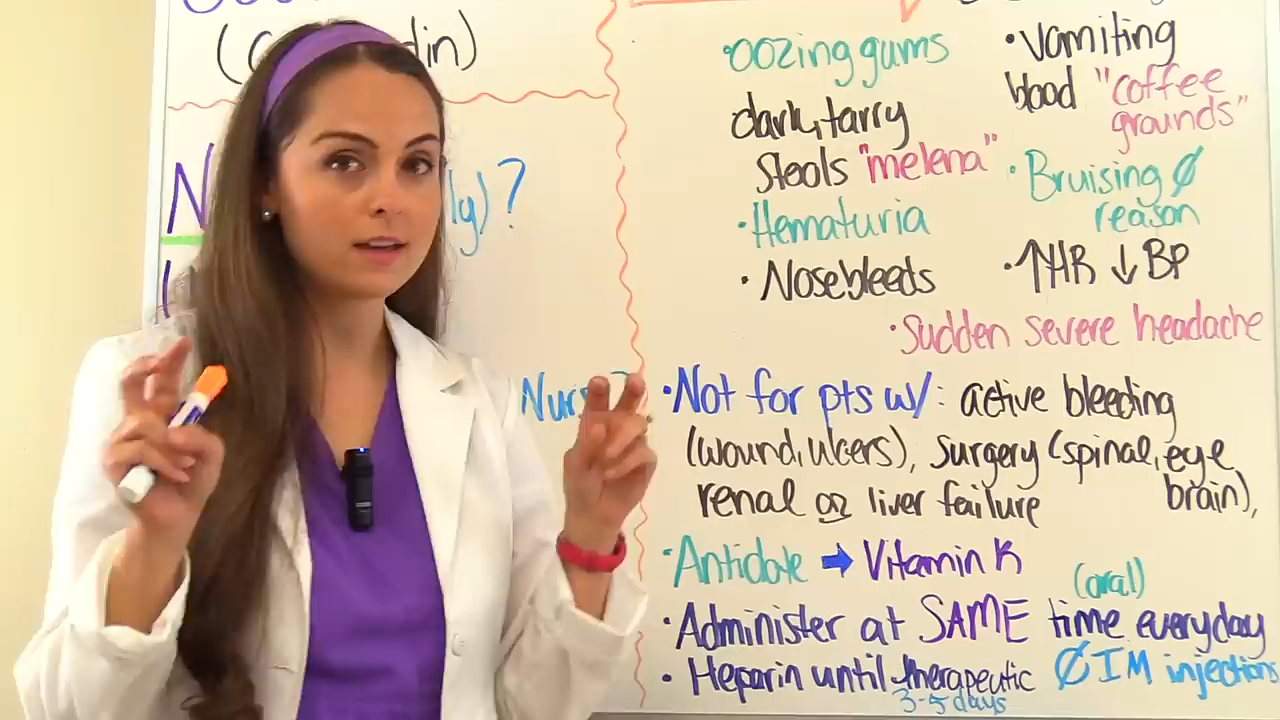 (C din)
N ly)?
Nurs ?
•oozing gums
dark, tarry
Stools "melena"
•Hematuria
•Nosebleeds
•Vomiting
blood "coffee
grounds"
•Bruising Ø
reason
•↑HR ↓BP
•Sudden severe headache
•Not for pts w/: active bleeding
(wound, ulcers), surgery (spinal, eye,
renal or liver failure brain),
•Antidote → Vitamin K
(oral)
•Administer at SAME time everyday
•Heparin until therapeutic Ø IM injections
3-5 days